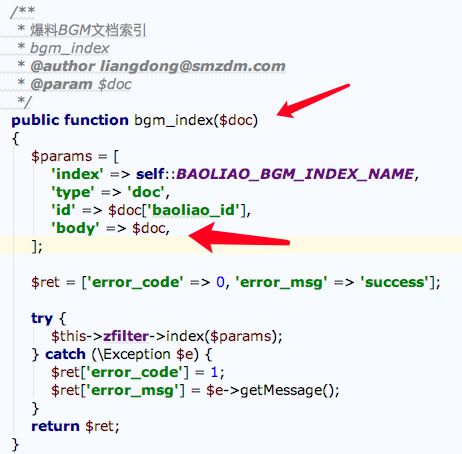 /**
 * 爆料BGM文档索引
 * bgm_index
 * @author liangdong@smzdm.com
 * @param $doc
 */
public function bgm_index($doc)
{
    $params = [
        'index' => self::BAOLIAO_BGM_INDEX_NAME,
        'type' => 'doc',
        'id' => $doc['baoliao_id'],
        'body' => $doc,
    ];
    $ret = ['error_code' => 0, 'error_msg' => 'success'];
    try {
        $this->zfilter->index($params);
    } catch (\Exception $e) {
        $ret['error_code'] = 1;
        $ret['error_msg'] = $e->getMessage();
    }
    return $ret;
}